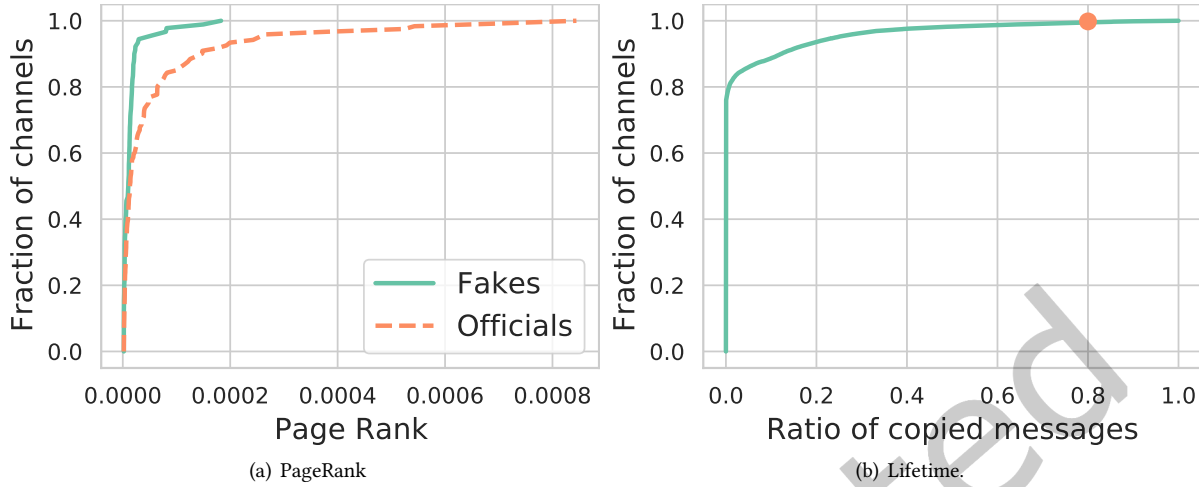 Fraction of channels
1.0
0.8
0.6
0.4
0.2
0.0
Fakes
Officials
0.0000 0.0002 0.0004 0.0006 0.0008
Page Rank
(a) PageRank
Fraction of channels
1.0
0.8
0.6
0.4
0.2
0.0
0.0 0.2 0.4 0.6 0.8 1.0
Ratio of copied messages
(b) Lifetime.
ted